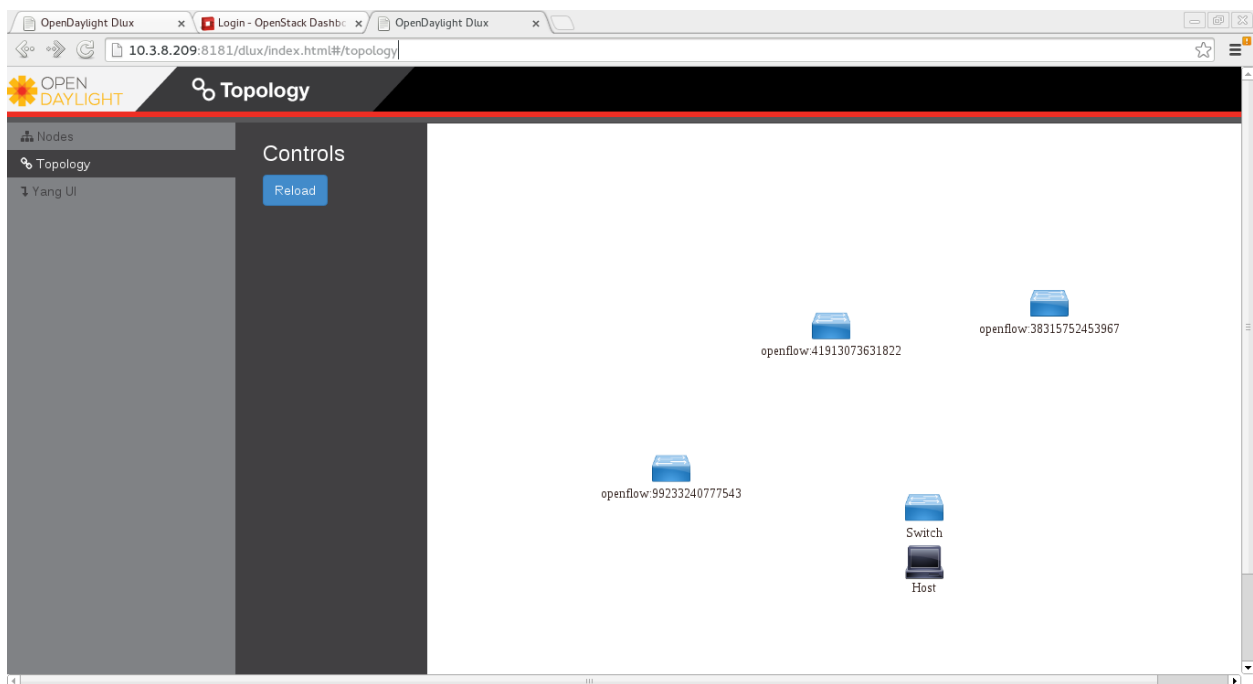 OpenDaylight Dlux
Login - OpenStack Dashbc
OpenDaylight Dlux
10.3.8.209:8181/dlux/index.html#/topology
OPEN
DAYLIGHT
Topology
Nodes
Topology
Yang UI
Controls
Reload
openflow:38315752453967
openflow:41913073631822
openflow:99233240777543
Switch
Host